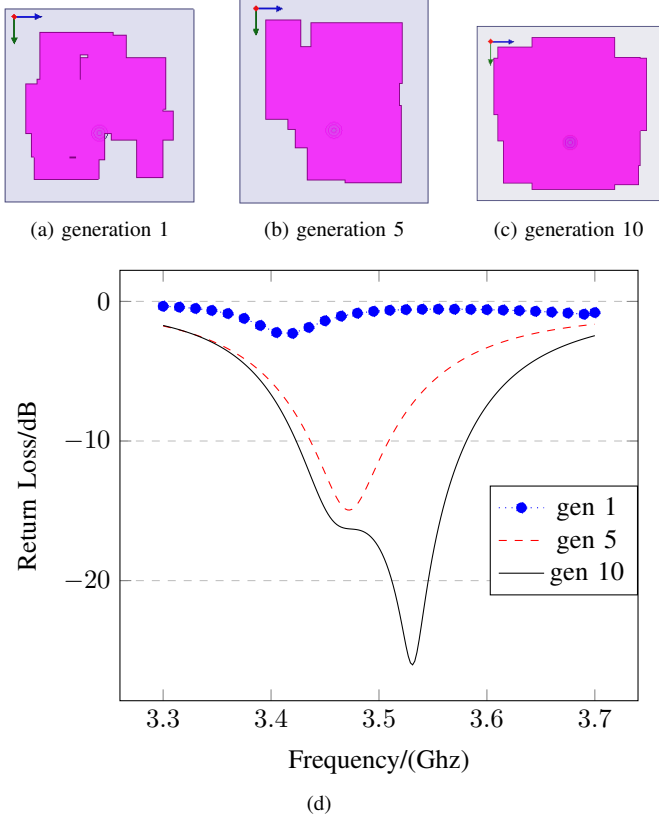 (a) generation 1
(b) generation 5
(c) generation 10
0
−10
−20
Return Loss/dB
gen 1
gen 5
gen 10
3.3
3.4
3.5
3.6
3.7
Frequency/(Ghz)
(d)